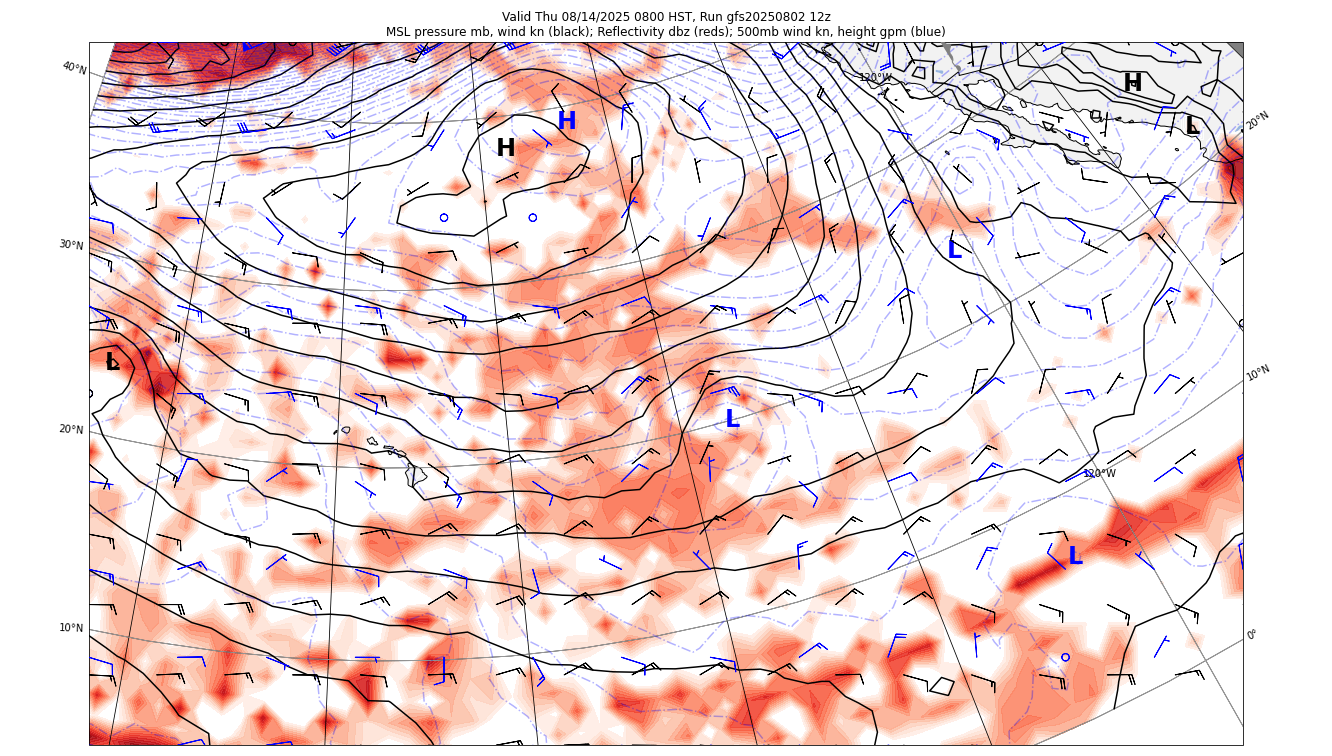 Valid Thu 08/14/2025 0800 HST, Run gfs20250802 12z
MSL pressure mb, wind kn (black); Reflectivity dbz (reds); 500mb wind kn, height gpm (blue)
40°N
120°W
H
H
H
L
20°N
30°N
L
L
10°N
20°N
L
120°W
L
10°N
0°